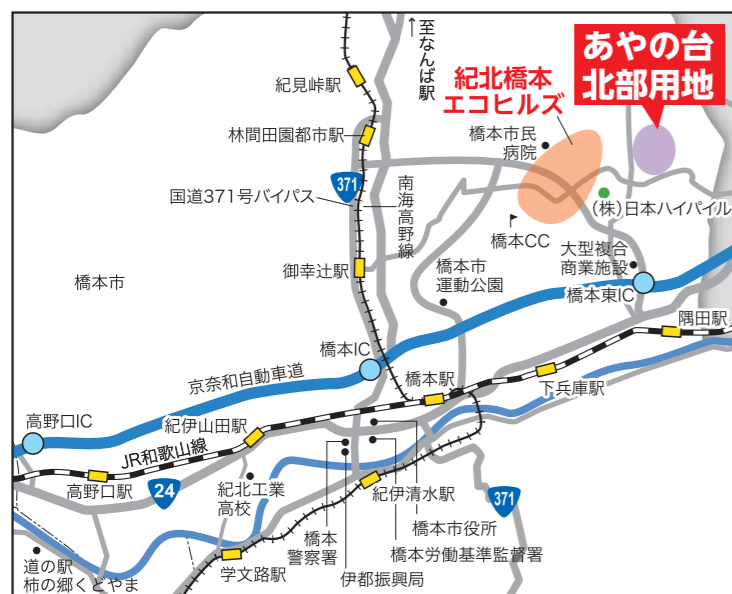 ↑至なんば駅
あやの台
北部用地
紀北橋本
エコヒルズ
紀見峠駅
林間田園都市駅
橋本市民
病院
371
国道371号バイパス
南海高野線
(株)日本ハイパイル
橋本CC
大型複合
商業施設
橋本市
運動公園
御幸辻駅
橋本市
橋本東IC
隅田駅
橋本IC
京奈和自動車道
橋本駅
下兵庫駅
高野口IC
紀伊山田駅
JR和歌山線
高野口駅
24
紀北工業
高校
紀伊清水駅
371
橋本
警察署
橋本市役所
橋本労働基準監督署
伊都振興局
学文路駅
道の駅
柿の郷くどやま